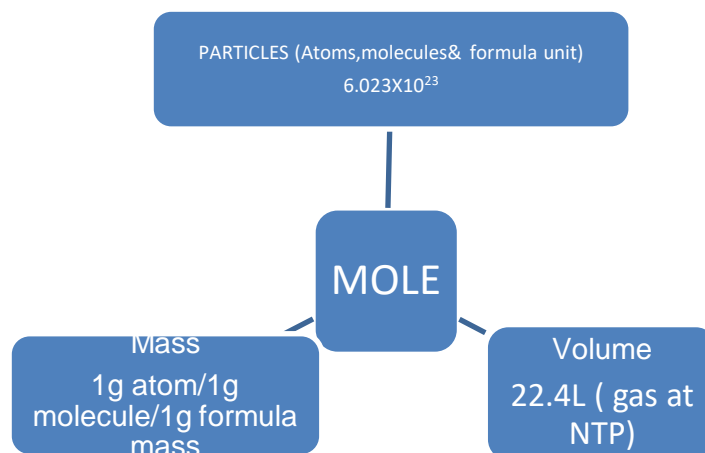 PARTICLES (Atoms,molecules& formula unit)
6.023X10²³
MOLE
Mass
1g atom/1g
molecule/1g formula
mass
Volume
22.4L ( gas at
NTP)